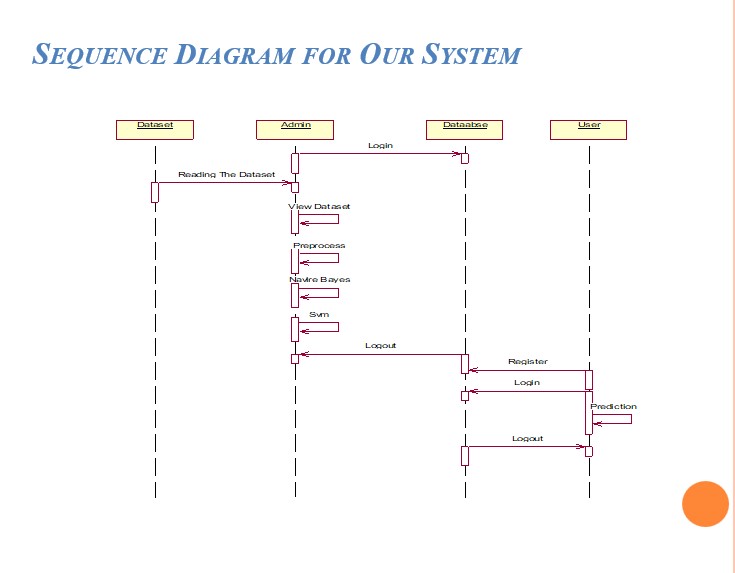 SEQUENCE DIAGRAM FOR OUR SYSTEM
Dataset
Admin
Dataabse
User
Login
Reading The Dataset
View Dataset
Preprocess
Navire Bayes
Svm
Logout
Register
Login
Prediction
Logout